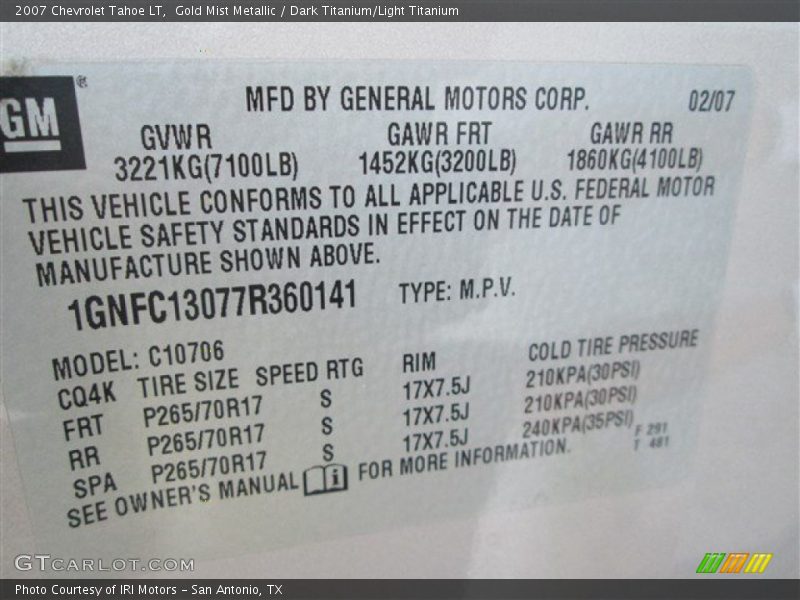 2007 Chevrolet Tahoe LT, Gold Mist Metallic / Dark Titanium/Light Titanium
GM®
MFD BY GENERAL MOTORS CORP. 02/07
GVWR GAWR FRT GAWR RR
3221KG(7100LB) 1452KG(3200LB) 1860KG(4100LB)
THIS VEHICLE CONFORMS TO ALL APPLICABLE U.S. FEDERAL MOTOR
VEHICLE SAFETY STANDARDS IN EFFECT ON THE DATE OF
MANUFACTURE SHOWN ABOVE.
1GNFC13077R360141 TYPE: M.P.V.
MODEL: C10706
CQ4K TIRE SIZE SPEED RTG RIM COLD TIRE PRESSURE
FRT P265/70R17 S 17X7.5J 210KPA(30PSI)
RR P265/70R17 S 17X7.5J 210KPA(30PSI)
SPA P265/70R17 S 17X7.5J 240KPA(35PSI)
F 291
T 481
SEE OWNER'S MANUAL i FOR MORE INFORMATION.
GTCARLOT.COM
Photo Courtesy of IRI Motors – San Antonio, TX